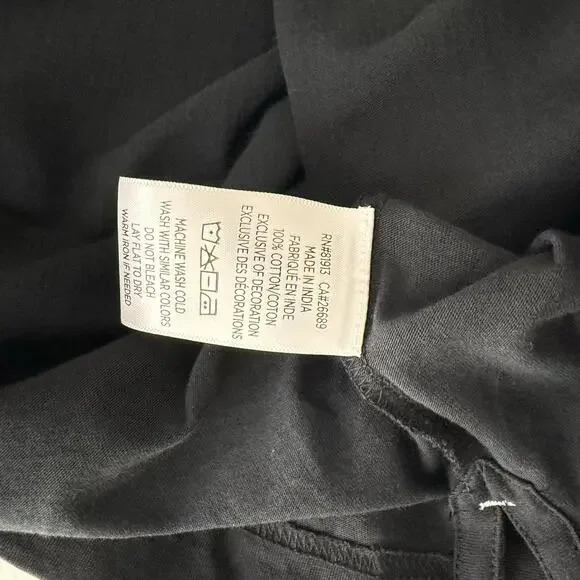 RN#81913 CA#26689
MADE IN INDIA
FABRIQUÉ EN INDE
100% COTTON/COTON
EXCLUSIVE OF DECORATION
EXCLUSIVE DES DÉCORATIONS
MACHINE WASH COLD
WASH WITH SIMILAR COLORS
DO NOT BLEACH
LAY FLAT TO DRY
WARM IRON IF NEEDED